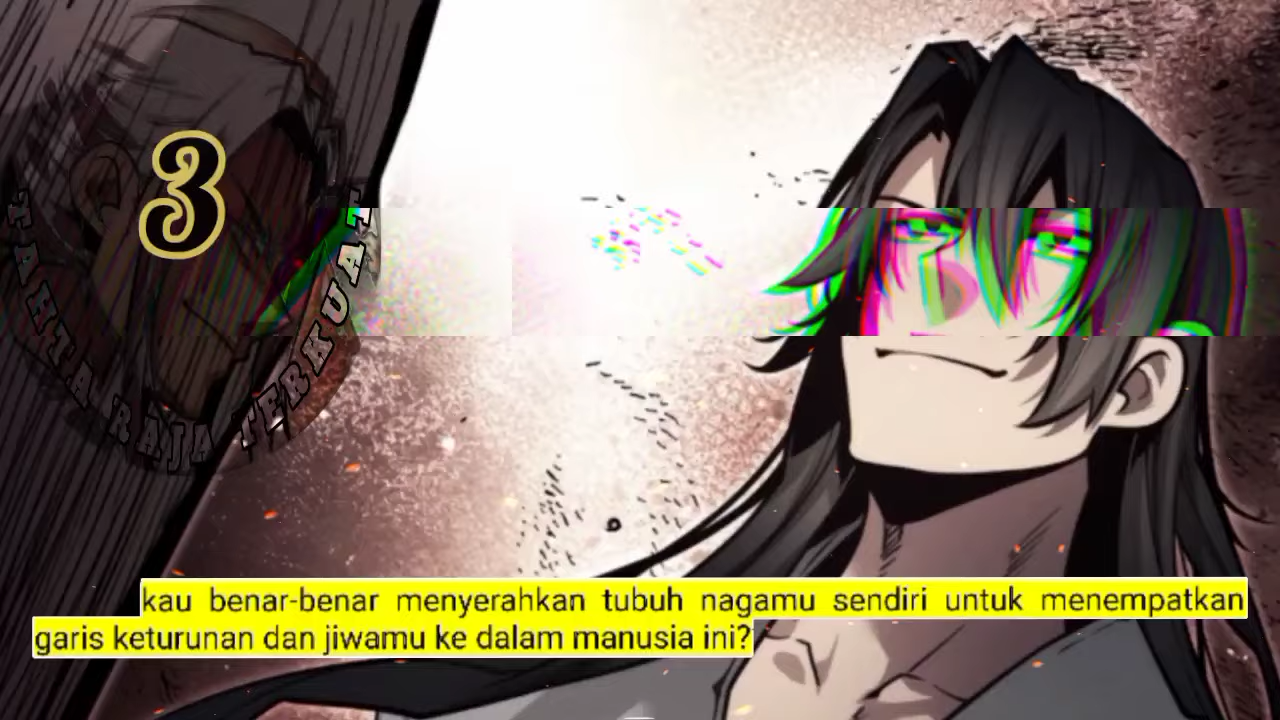 3
TAHTA RAJA TERKUAT
kau benar-benar menyerahkan tubuh nagamu sendiri untuk menempatkan
garis keturunan dan jiwamu ke dalam manusia ini?